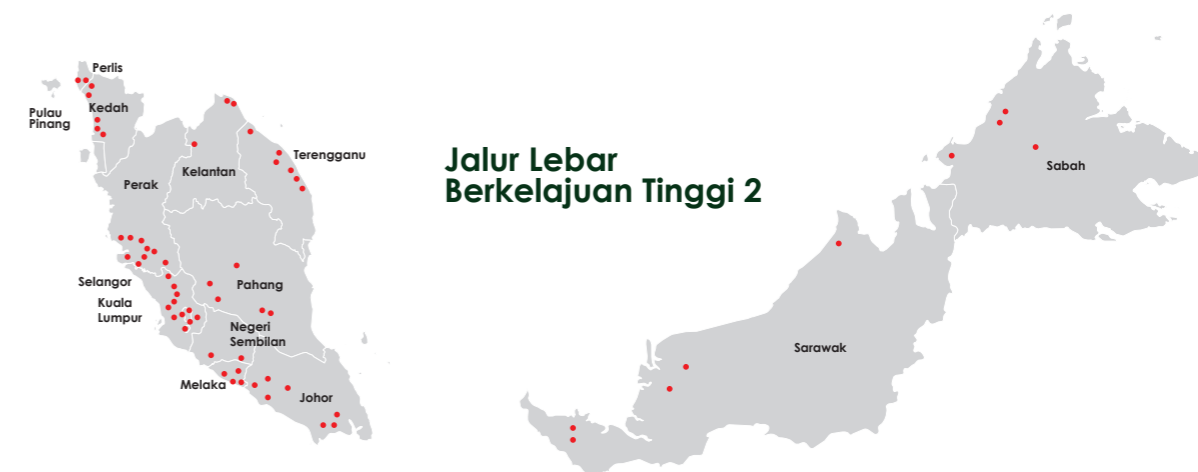 Perlis
Kedah
Pulau
Pinang
Terengganu
Kelantan
Perak
Jalur Lebar
Berkelajuan Tinggi 2
Sabah
Selangor
Pahang
Kuala
Lumpur
Negeri
Sembilan
Sarawak
Melaka
Johor